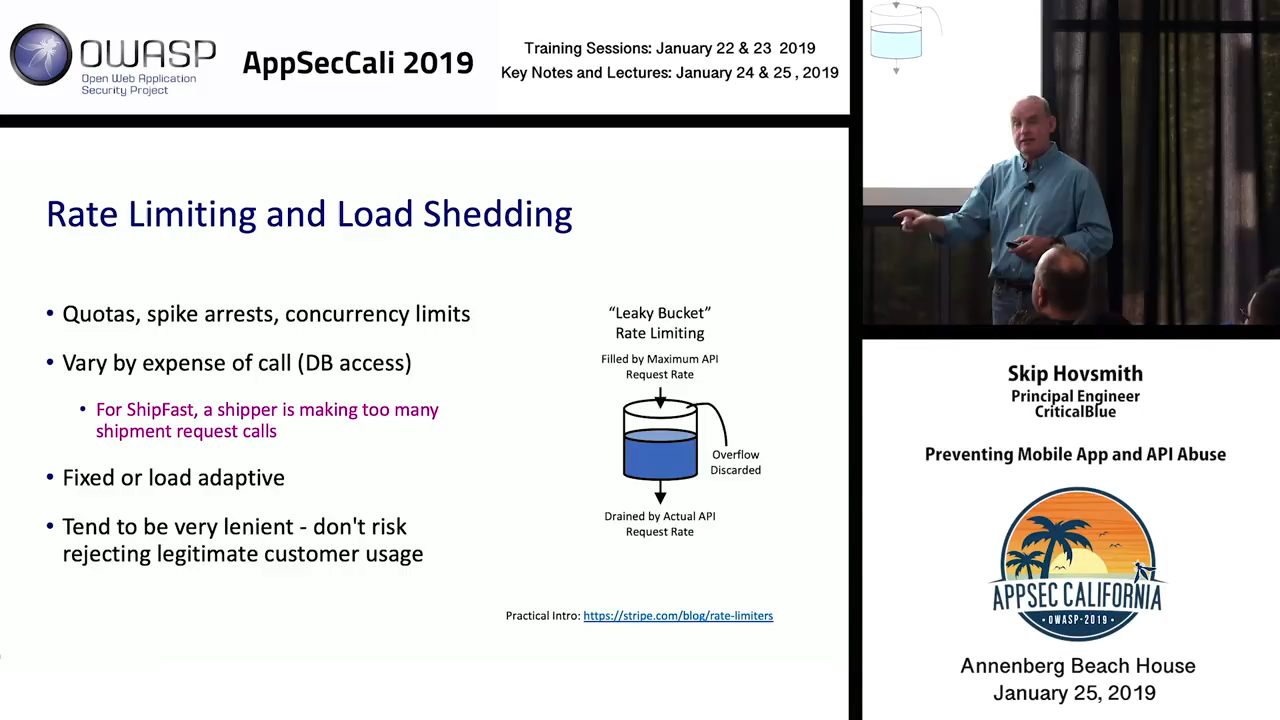 OWASP
Open Web Application
Security Project
AppSecCali 2019
Training Sessions: January 22 & 23 2019
Key Notes and Lectures: January 24 & 25 , 2019
Rate Limiting and Load Shedding
• Quotas, spike arrests, concurrency limits
• Vary by expense of call (DB access)
• For ShipFast, a shipper is making too many
shipment request calls
• Fixed or load adaptive
• Tend to be very lenient - don't risk
rejecting legitimate customer usage
“Leaky Bucket”
Rate Limiting
Filled by Maximum API
Request Rate
Overflow
Discarded
Drained by Actual API
Request Rate
Practical Intro: https://stripe.com/blog/rate-limiters
Skip Hovsmith
Principal Engineer
CriticalBlue
Preventing Mobile App and API Abuse
APPSEC CALIFORNIA
• OWASP-2019 •
Annenberg Beach House
January 25, 2019